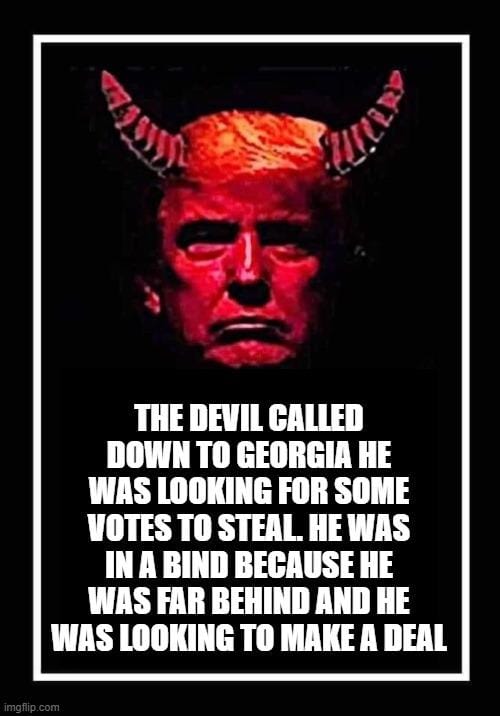 THE DEVIL CALLED
DOWN TO GEORGIA HE
WAS LOOKING FOR SOME
VOTES TO STEAL. HE WAS
IN A BIND BECAUSE HE
WAS FAR BEHIND AND HE
WAS LOOKING TO MAKE A DEAL
imgflip.com